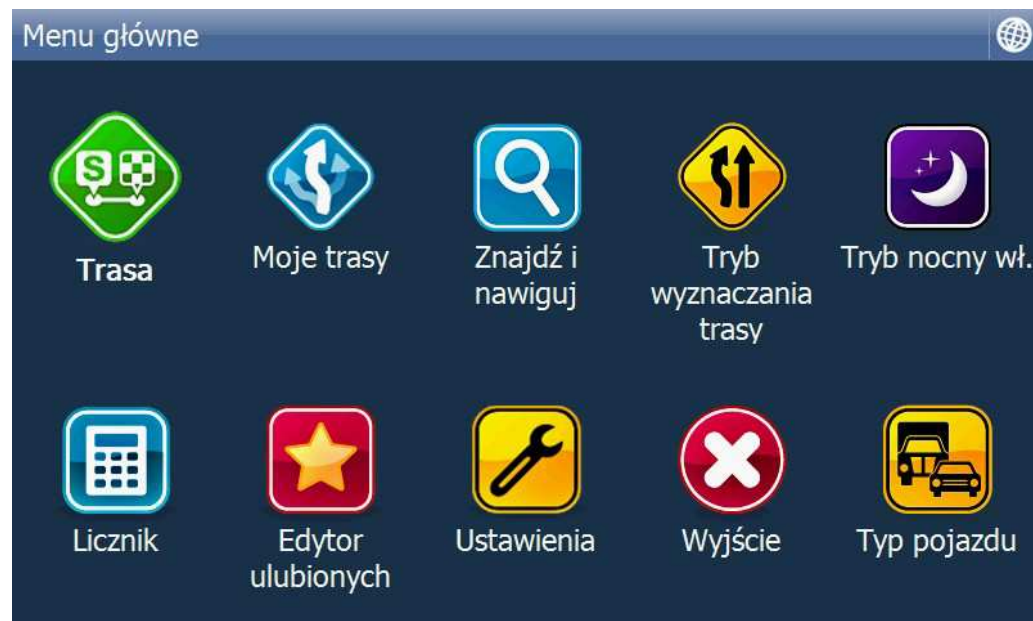 Menu główne
S
Trasa
Moje trasy
Znajdź i
nawiguj
Tryb
wyznaczania
trasy
Tryb nocny wł.
Licznik
Edytor
ulubionych
Ustawienia
Wyjście
Typ pojazdu